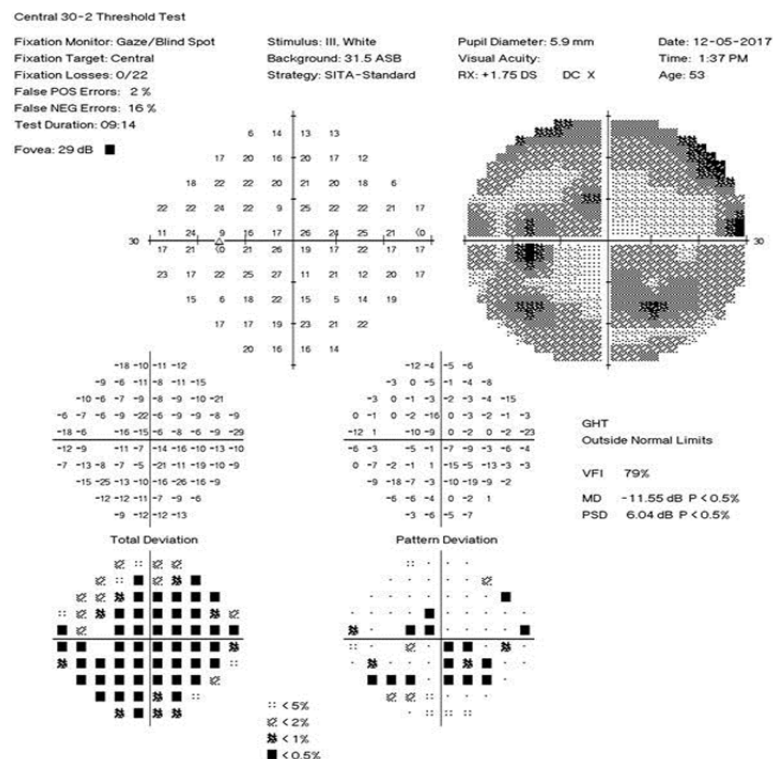 Central 30-2 Threshold Test
Fixation Monitor: Gaze/Blind Spot Stimulus: III, White Pupil Diameter: 5.9 mm Date: 12-05-2017
Fixation Target: Central Background: 31.5 ASB Visual Acuity: Time: 1:37 PM
Fixation Losses: 0/22 Strategy: SITA-Standard RX: +1.75 DS DC X Age: 53
False POS Errors: 2 %
False NEG Errors: 16 %
Test Duration: 09:14
Fovea: 29 dB
6 14 13 13
17 20 16 20 17 12
18 22 22 20 21 20 18 6
22 22 24 22 9 25 22 22 21 17
11 24 9 16 17 26 24 25 21 <0
30 30
17 21 <0 21 26 19 17 22 17 17
23 17 22 25 27 11 21 12 20 17
15 6 18 22 15 5 14 19
17 17 19 23 21 22
20 16 16 14
-18 -10 -11 -12 -12 -4 -5 -6
-9 -6 -11 -8 -11 -15 -3 0 -5 -1 -4 -8
-10 -6 -7 -9 -8 -9 -10 -21 -3 0 -1 -3 -2 -3 -4 -15
-6 -7 -6 -9 -22 -6 -9 -8 -8 -9 0 -1 0 -2 -16 0 -3 -2 -1 -3
-18 -6 -16 -15 -6 -8 -6 -9 -29 -12 1 -10 -9 0 -2 0 -2 -23
-12 -9 -11 -7 -14 -16 -10 -13 -10 -6 -3 -5 -1 -7 -9 -3 -6 -4
-7 -13 -8 -7 -5 -21 -11 -19 -10 -9 0 -7 -2 -1 1 -15 -5 -13 -3 -3
-15 -25 -13 -10 -16 -26 -16 -9 -9 -18 -7 -3 -10 -19 -9 -2
-12 -12 -11 -7 -9 -6 -6 -6 -4 0 -2 1
-9 -12 -12 -13 -3 -6 -5 -7
GHT
Outside Normal Limits
VFI 79%
MD -11.55 dB P < 0.5%
PSD 6.04 dB P < 0.5%
Total Deviation Pattern Deviation
< 5%
< 2%
< 1%
< 0.5%